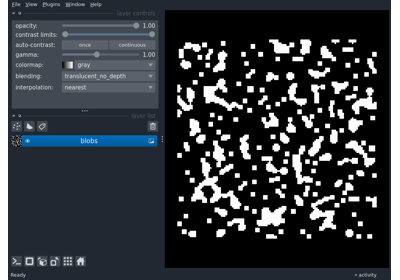 File View Plugins Window Help
layer controls
opacity: 1.00
contrast limits:
auto-contrast: once continuous
gamma: 1.00
colormap: gray
blending: translucent_no_depth
interpolation: nearest
layer list
blobs
Ready
activity